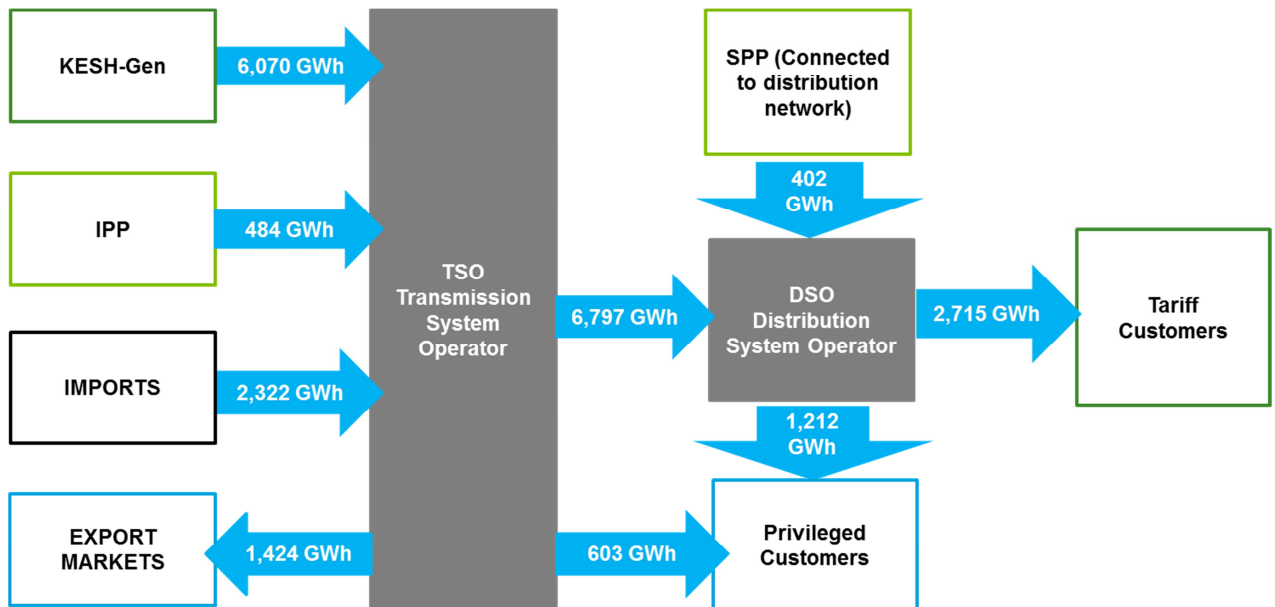 KESH-Gen
6,070 GWh
SPP (Connected
to distribution
network)
402
GWh
IPP
484 GWh
TSO
Transmission
System
Operator
6,797 GWh
DSO
Distribution
System Operator
2,715 GWh
Tariff
Customers
IMPORTS
2,322 GWh
1,212
GWh
EXPORT
MARKETS
1,424 GWh
603 GWh
Privileged
Customers